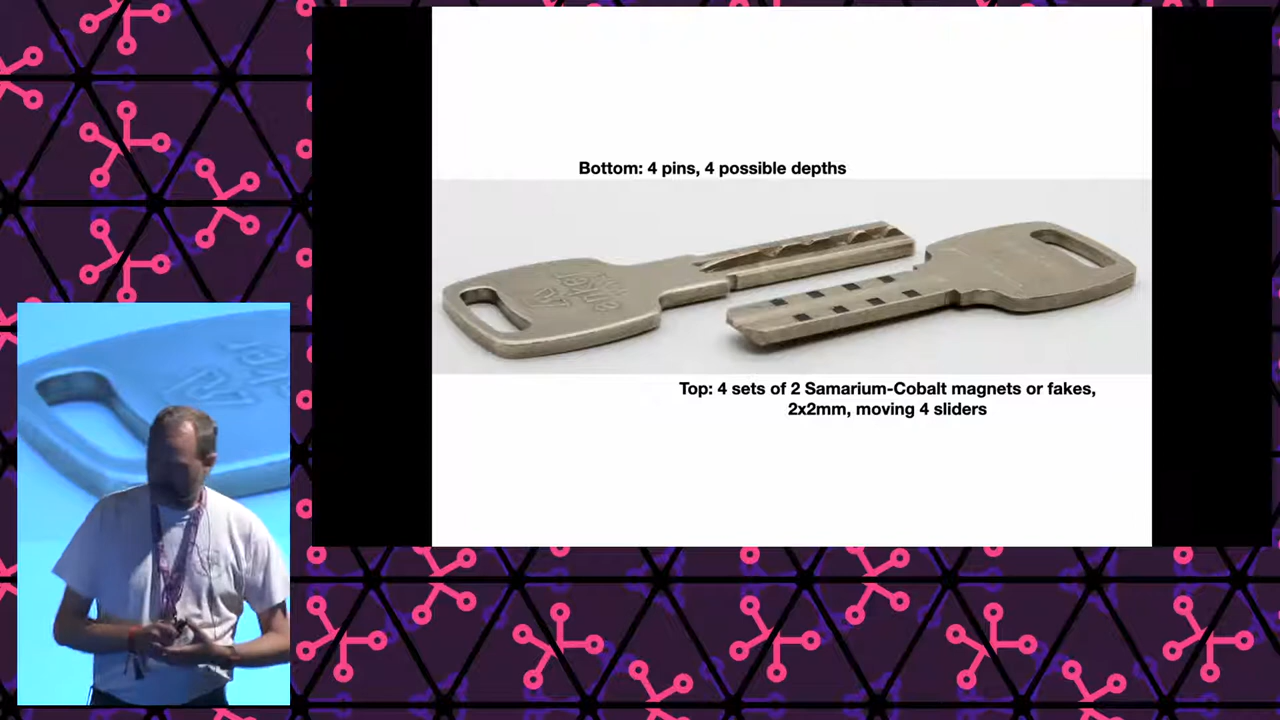 Bottom: 4 pins, 4 possible depths
Top: 4 sets of 2 Samarium-Cobalt magnets or fakes,
2x2mm, moving 4 sliders